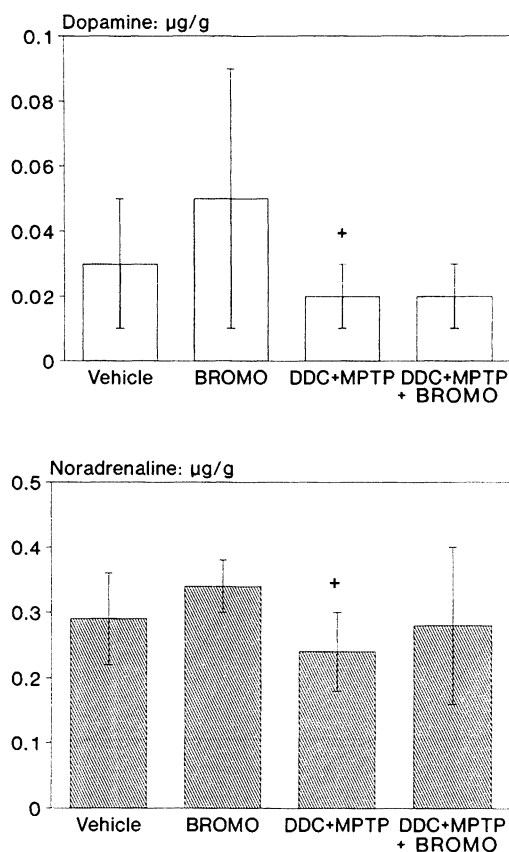 Dopamine: µg/g
0.1
0.08
0.06
0.04
0.02
0
+
Vehicle BROMO DDC+MPTP DDC+MPTP
+ BROMO
Noradrenaline: µg/g
0.5
0.4
0.3
0.2
0.1
0
+
Vehicle BROMO DDC+MPTP DDC+MPTP
+ BROMO